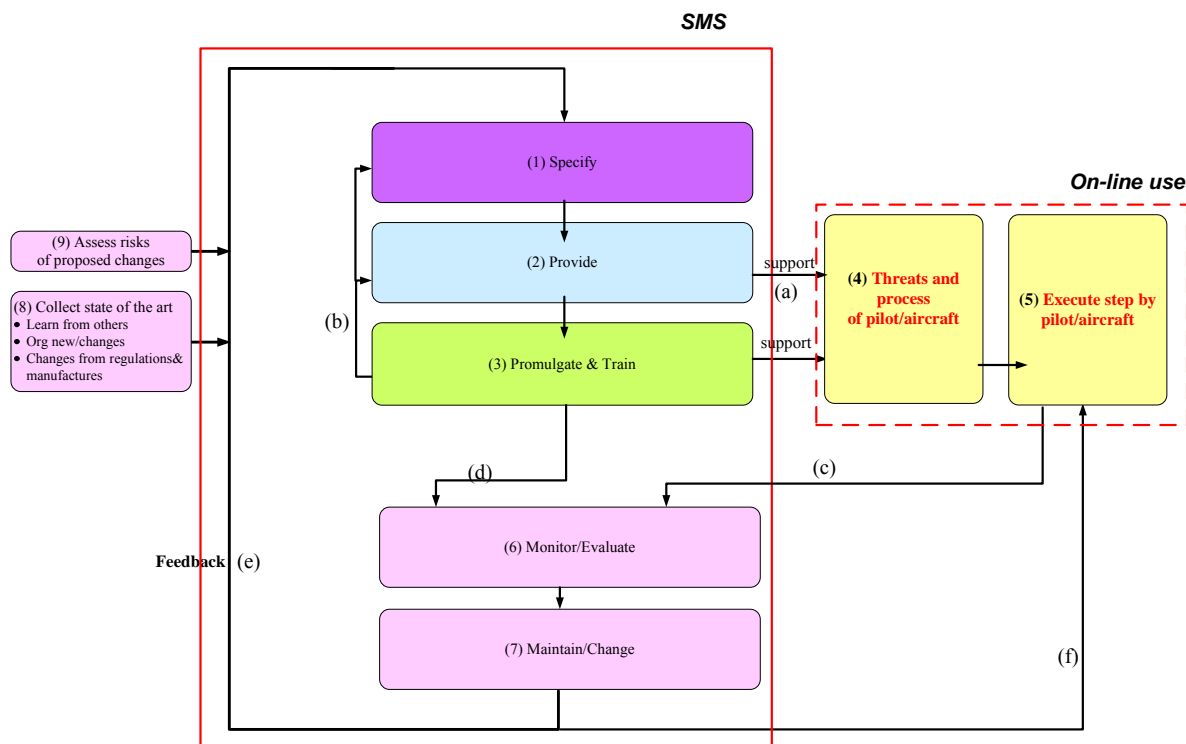 SMS
(1) Specify
On-line use
(9) Assess risks
of proposed changes
(2) Provide
support
(a)
(4) Threats and
process
of pilot/aircraft
(5) Execute step by
pilot/aircraft
(8) Collect state of the art
• Learn from others
• Org new/changes
• Changes from regulations&
manufactures
(b)
support
(3) Promulgate & Train
(d)
(c)
(6) Monitor/Evaluate
Feedback
(e)
(7) Maintain/Change
(f)